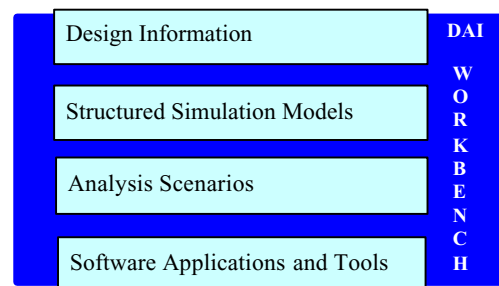 Design Information
Structured Simulation Models
Analysis Scenarios
Software Applications and Tools
DAI
W
O
R
K
B
E
N
C
H